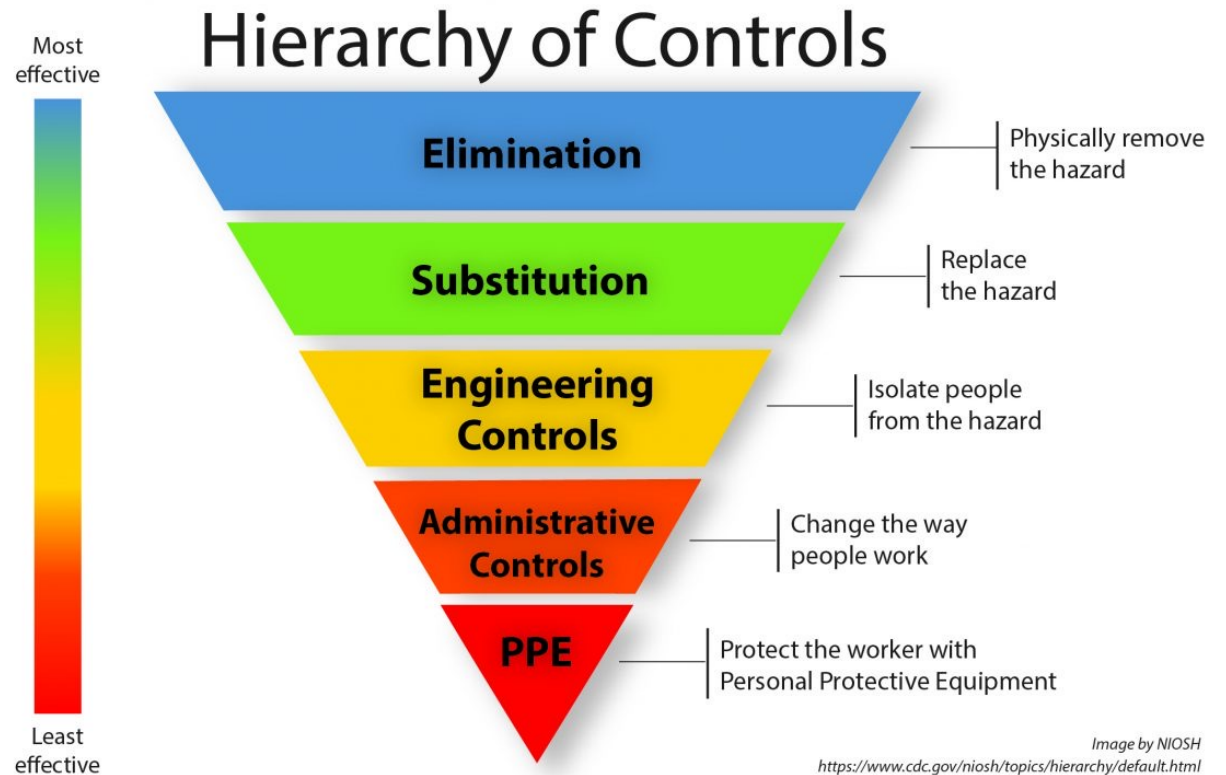 Hierarchy of Controls
Most
effective
Elimination
Physically remove
the hazard
Substitution
Replace
the hazard
Engineering
Controls
Isolate people
from the hazard
Administrative
Controls
Change the way
people work
PPE
Protect the worker with
Personal Protective Equipment
Least
effective
Image by NIOSH
https://www.cdc.gov/niosh/topics/hierarchy/default.html